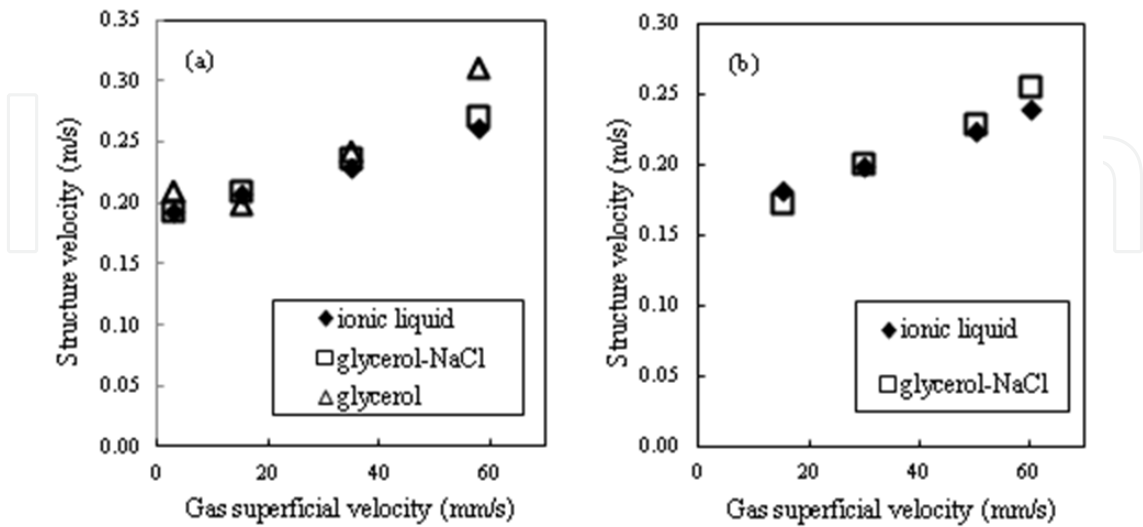 (a)
0.35
0.30
0.25
0.20
0.15
0.10
0.05
0.00
Structure velocity (m/s)
ionic liquid
glycerol-NaCl
glycerol
0 20 40 60
Gas superficial velocity (mm/s)
(b)
0.30
0.25
0.20
0.15
0.10
0.05
0.00
Structure velocity (m/s)
ionic liquid
glycerol-NaCl
0 20 40 60
Gas superficial velocity (mm/s)